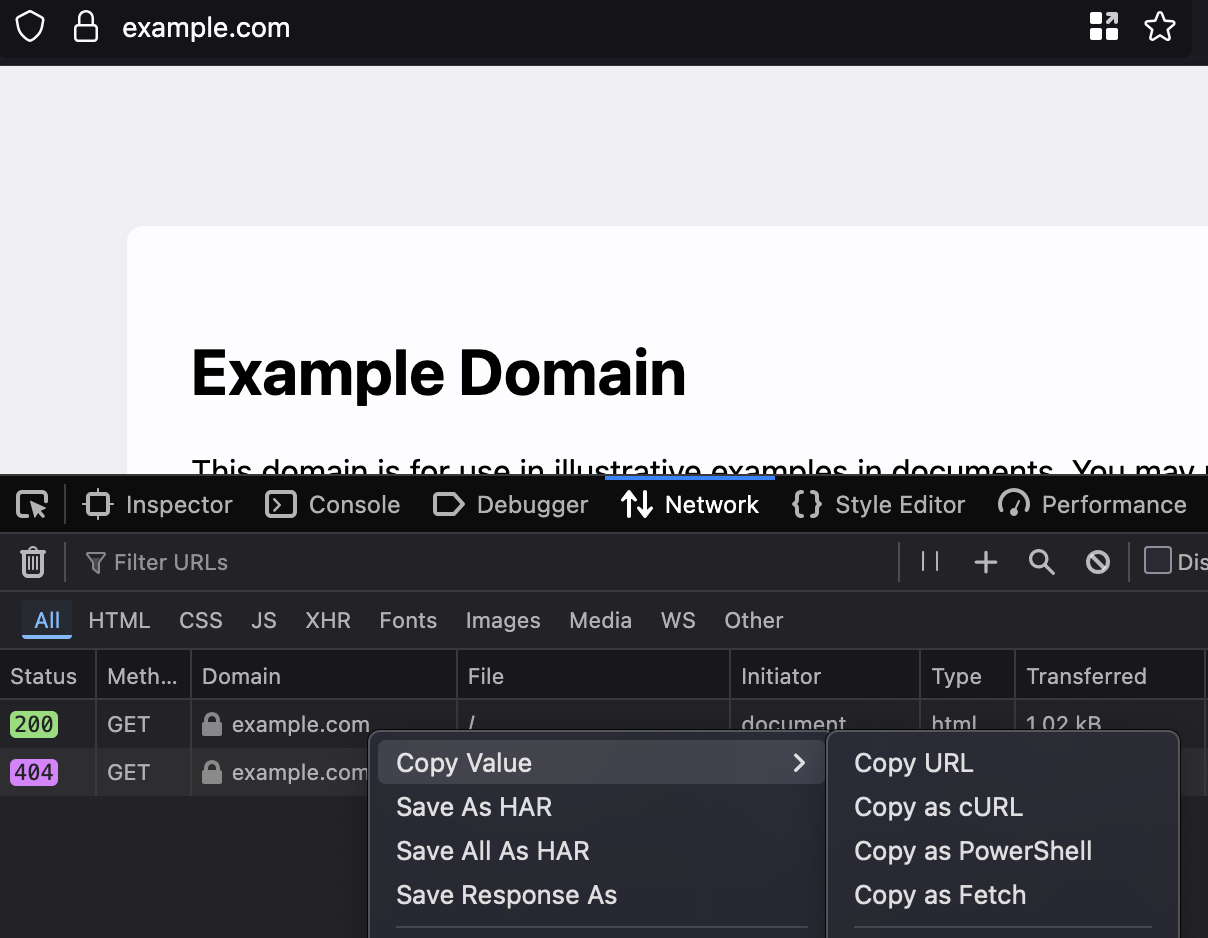 example.com
Example Domain
This domain is for use in illustrative examples in documents. You may
Inspector Console Debugger Network Style Editor Performance
Filter URLs Dis
All HTML CSS JS XHR Fonts Images Media WS Other
Status Meth... Domain File Initiator Type Transferred
200 GET example.com / document html 1.02 kB
404 GET example.com
Copy Value Copy URL
Save As HAR Copy as cURL
Save All As HAR Copy as PowerShell
Save Response As Copy as Fetch